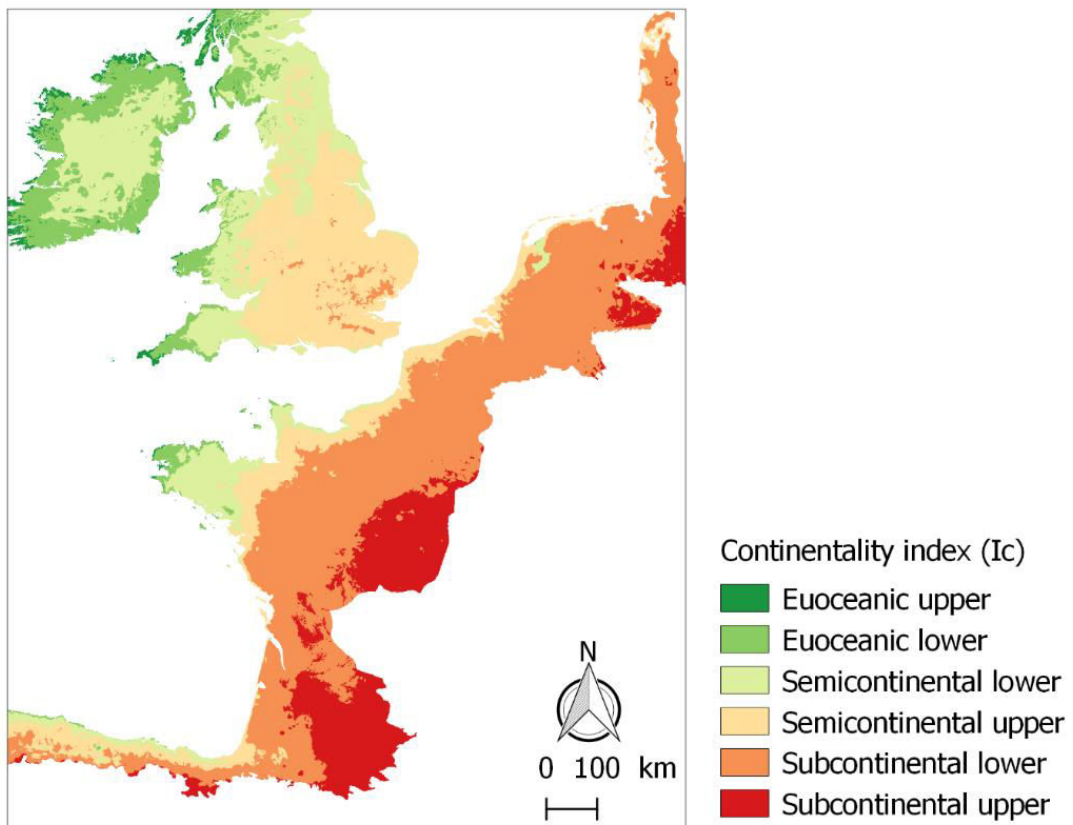 Continentality index (Ic)
Euoceanic upper
Euoceanic lower
Semicontinental lower
Semicontinental upper
Subcontinental lower
Subcontinental upper
N
0 100 km